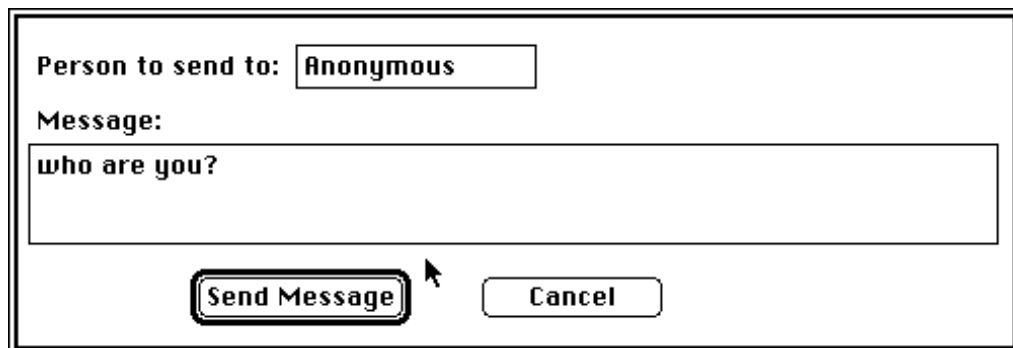 Person to send to: Anonymous
Message:
who are you?
Send Message Cancel